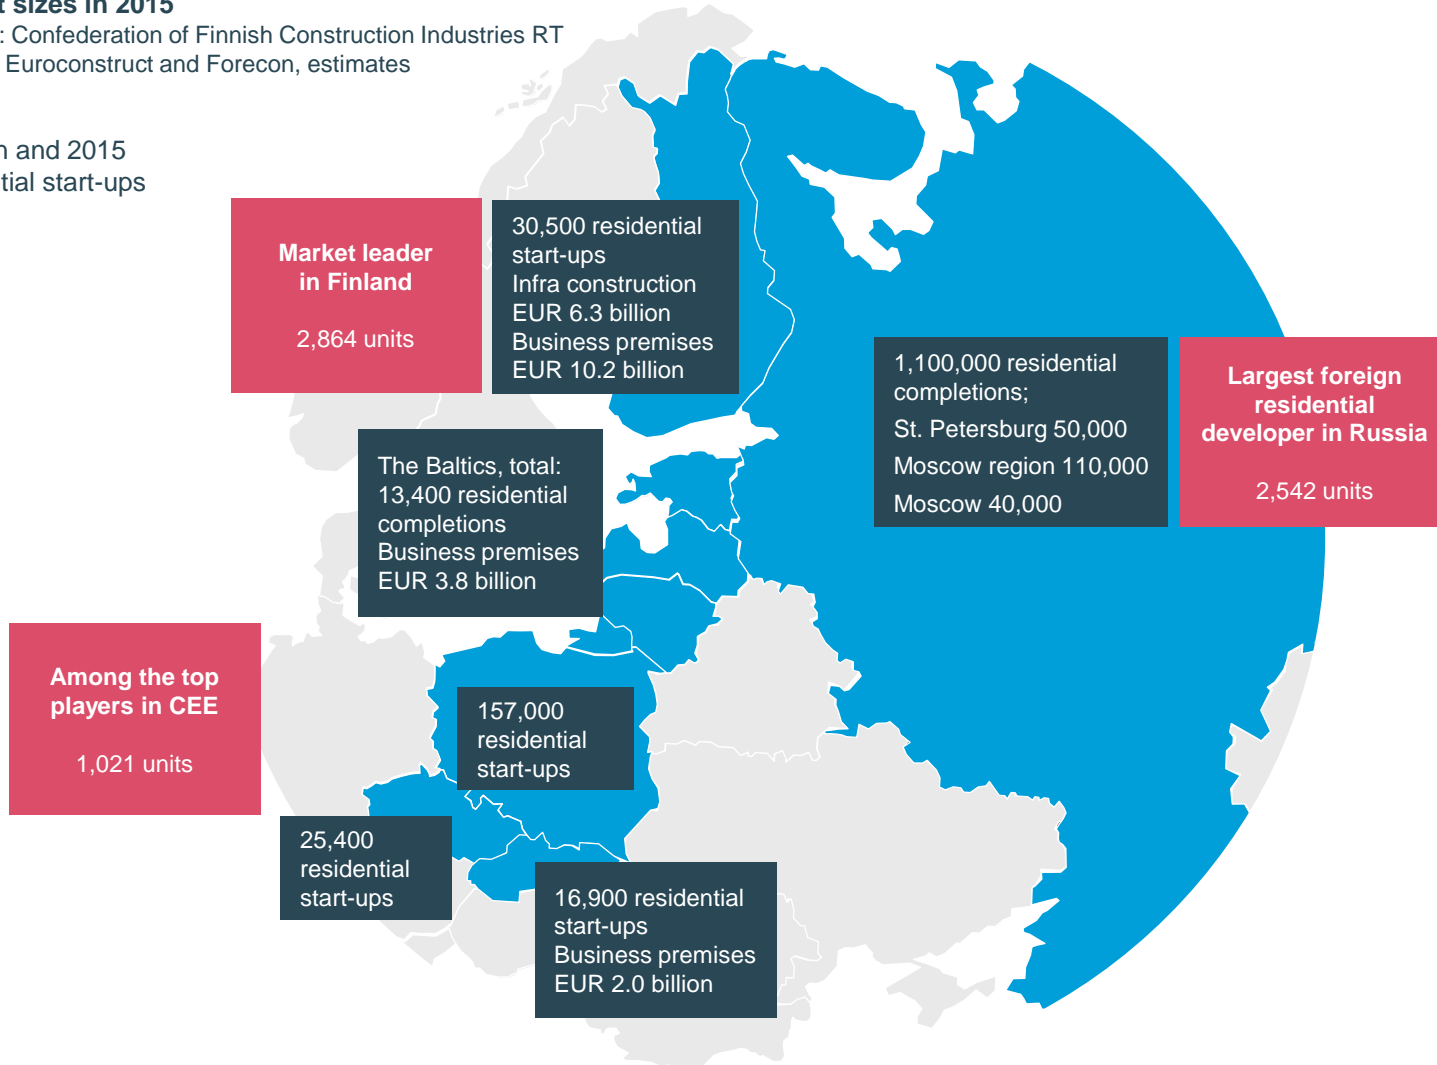 t sizes in 2015
: Confederation of Finnish Construction Industries RT
Euroconstruct and Forecon, estimates
n and 2015
tial start-ups
Market leader
in Finland
2,864 units
30,500 residential
start-ups
Infra construction
EUR 6.3 billion
Business premises
EUR 10.2 billion
1,100,000 residential
completions;
St. Petersburg 50,000
Moscow region 110,000
Moscow 40,000
Largest foreign
residential
developer in Russia
2,542 units
The Baltics, total:
13,400 residential
completions
Business premises
EUR 3.8 billion
Among the top
players in CEE
1,021 units
157,000
residential
start-ups
25,400
residential
start-ups
16,900 residential
start-ups
Business premises
EUR 2.0 billion